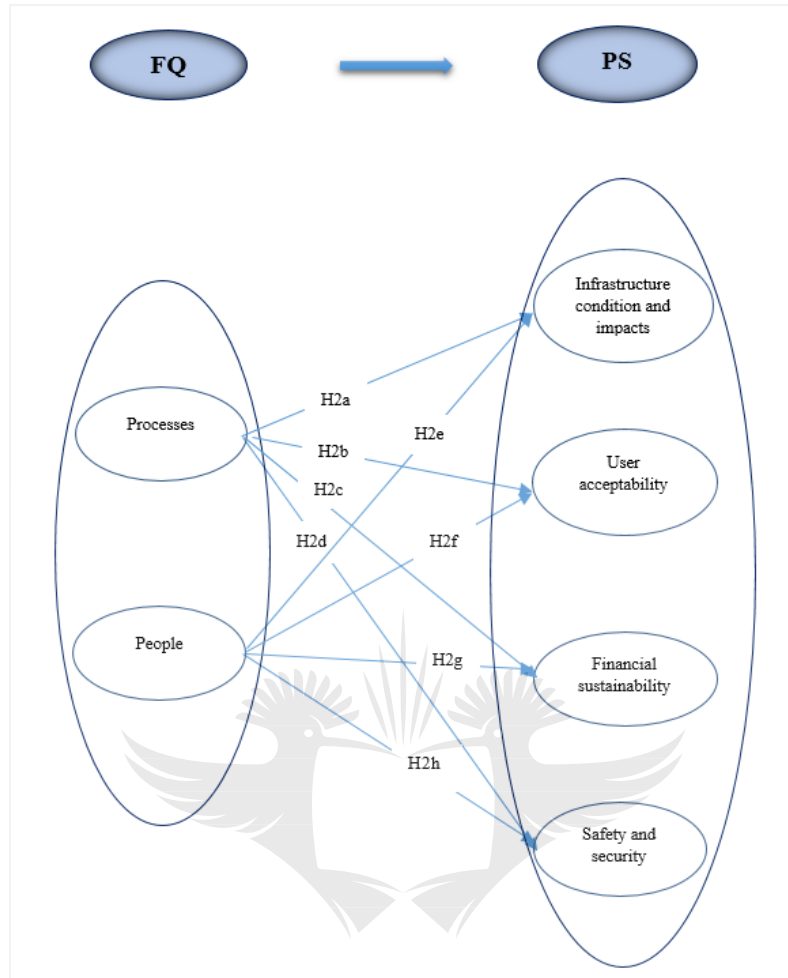 FQ
PS
Infrastructure
condition and
impacts
H2a
Processes
H2e
H2b
User
acceptability
H2c
H2d
H2f
People
H2g
Financial
sustainability
H2h
Safety and
security